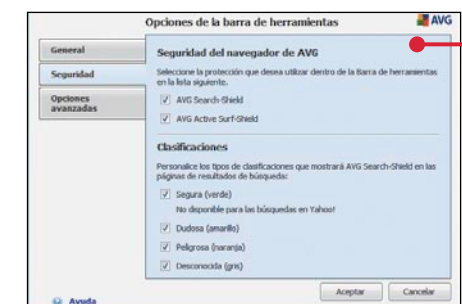 Opciones de la barra de herramientas
AVG
General
Seguridad
Opciones
avanzadas
Seguridad del navegador de AVG
Seleccione la protección que desea utilizar dentro de la Barra de herramientas
en la lista siguiente.
AVG Search-Shield
AVG Active Surf-Shield
Clasificaciones
Personalice los tipos de clasificaciones que mostrará AVG Search-Shield en las
páginas de resultados de búsqueda:
Segura (verde)
No disponible para las búsquedas en Yahoo!
Dudosa (amarillo)
Peligrosa (naranja)
Desconocida (gris)
Ayuda
Aceptar
Cancelar